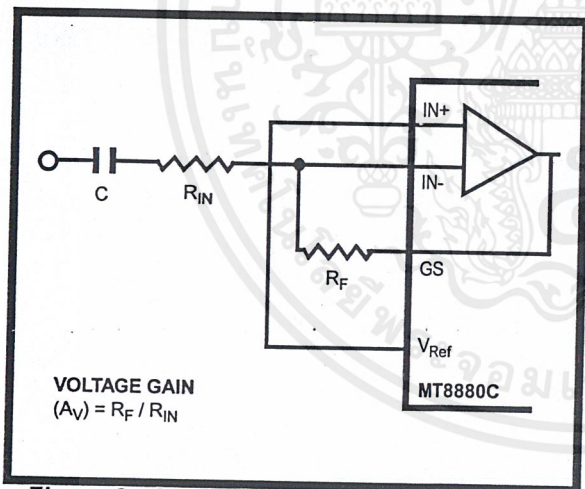 IN+
IN-
C
R_IN
R_F
GS
V_Ref
VOLTAGE GAIN
(A_V) = R_F / R_IN
MT8880C